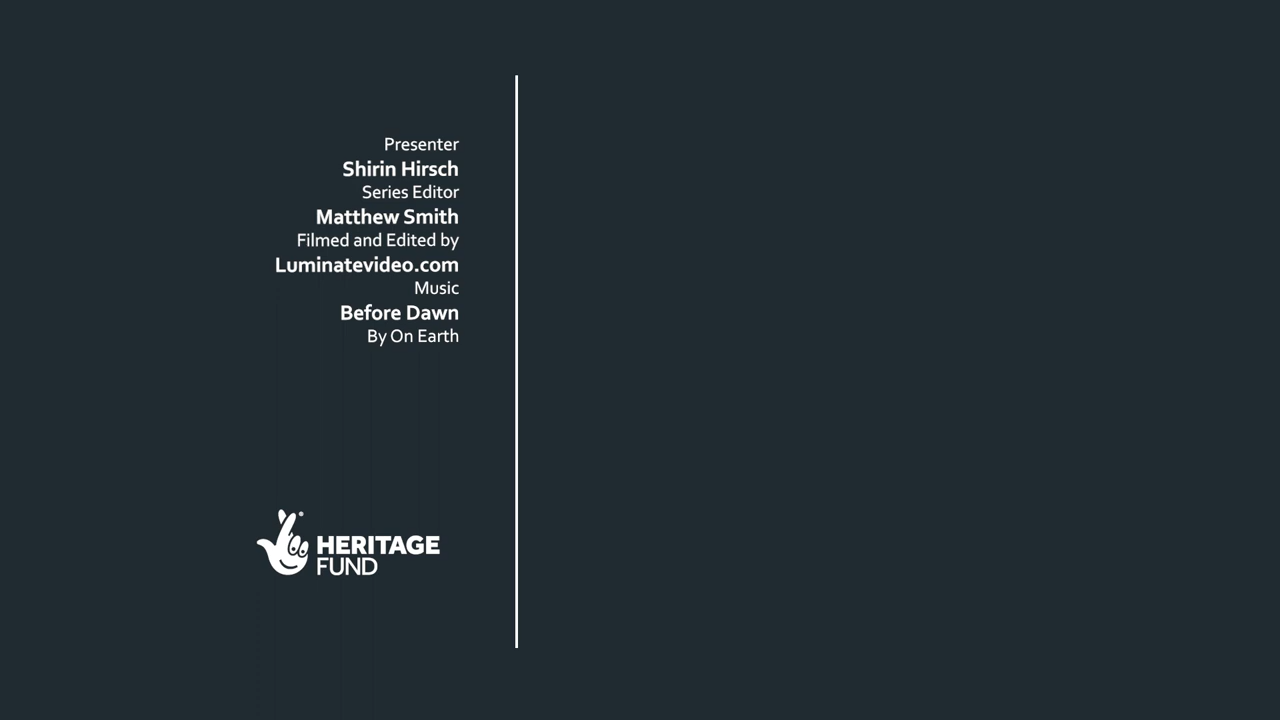 Presenter
Shirin Hirsch
Series Editor
Matthew Smith
Filmed and Edited by
Luminatevideo.com
Music
Before Dawn
By On Earth
HERITAGE
FUND